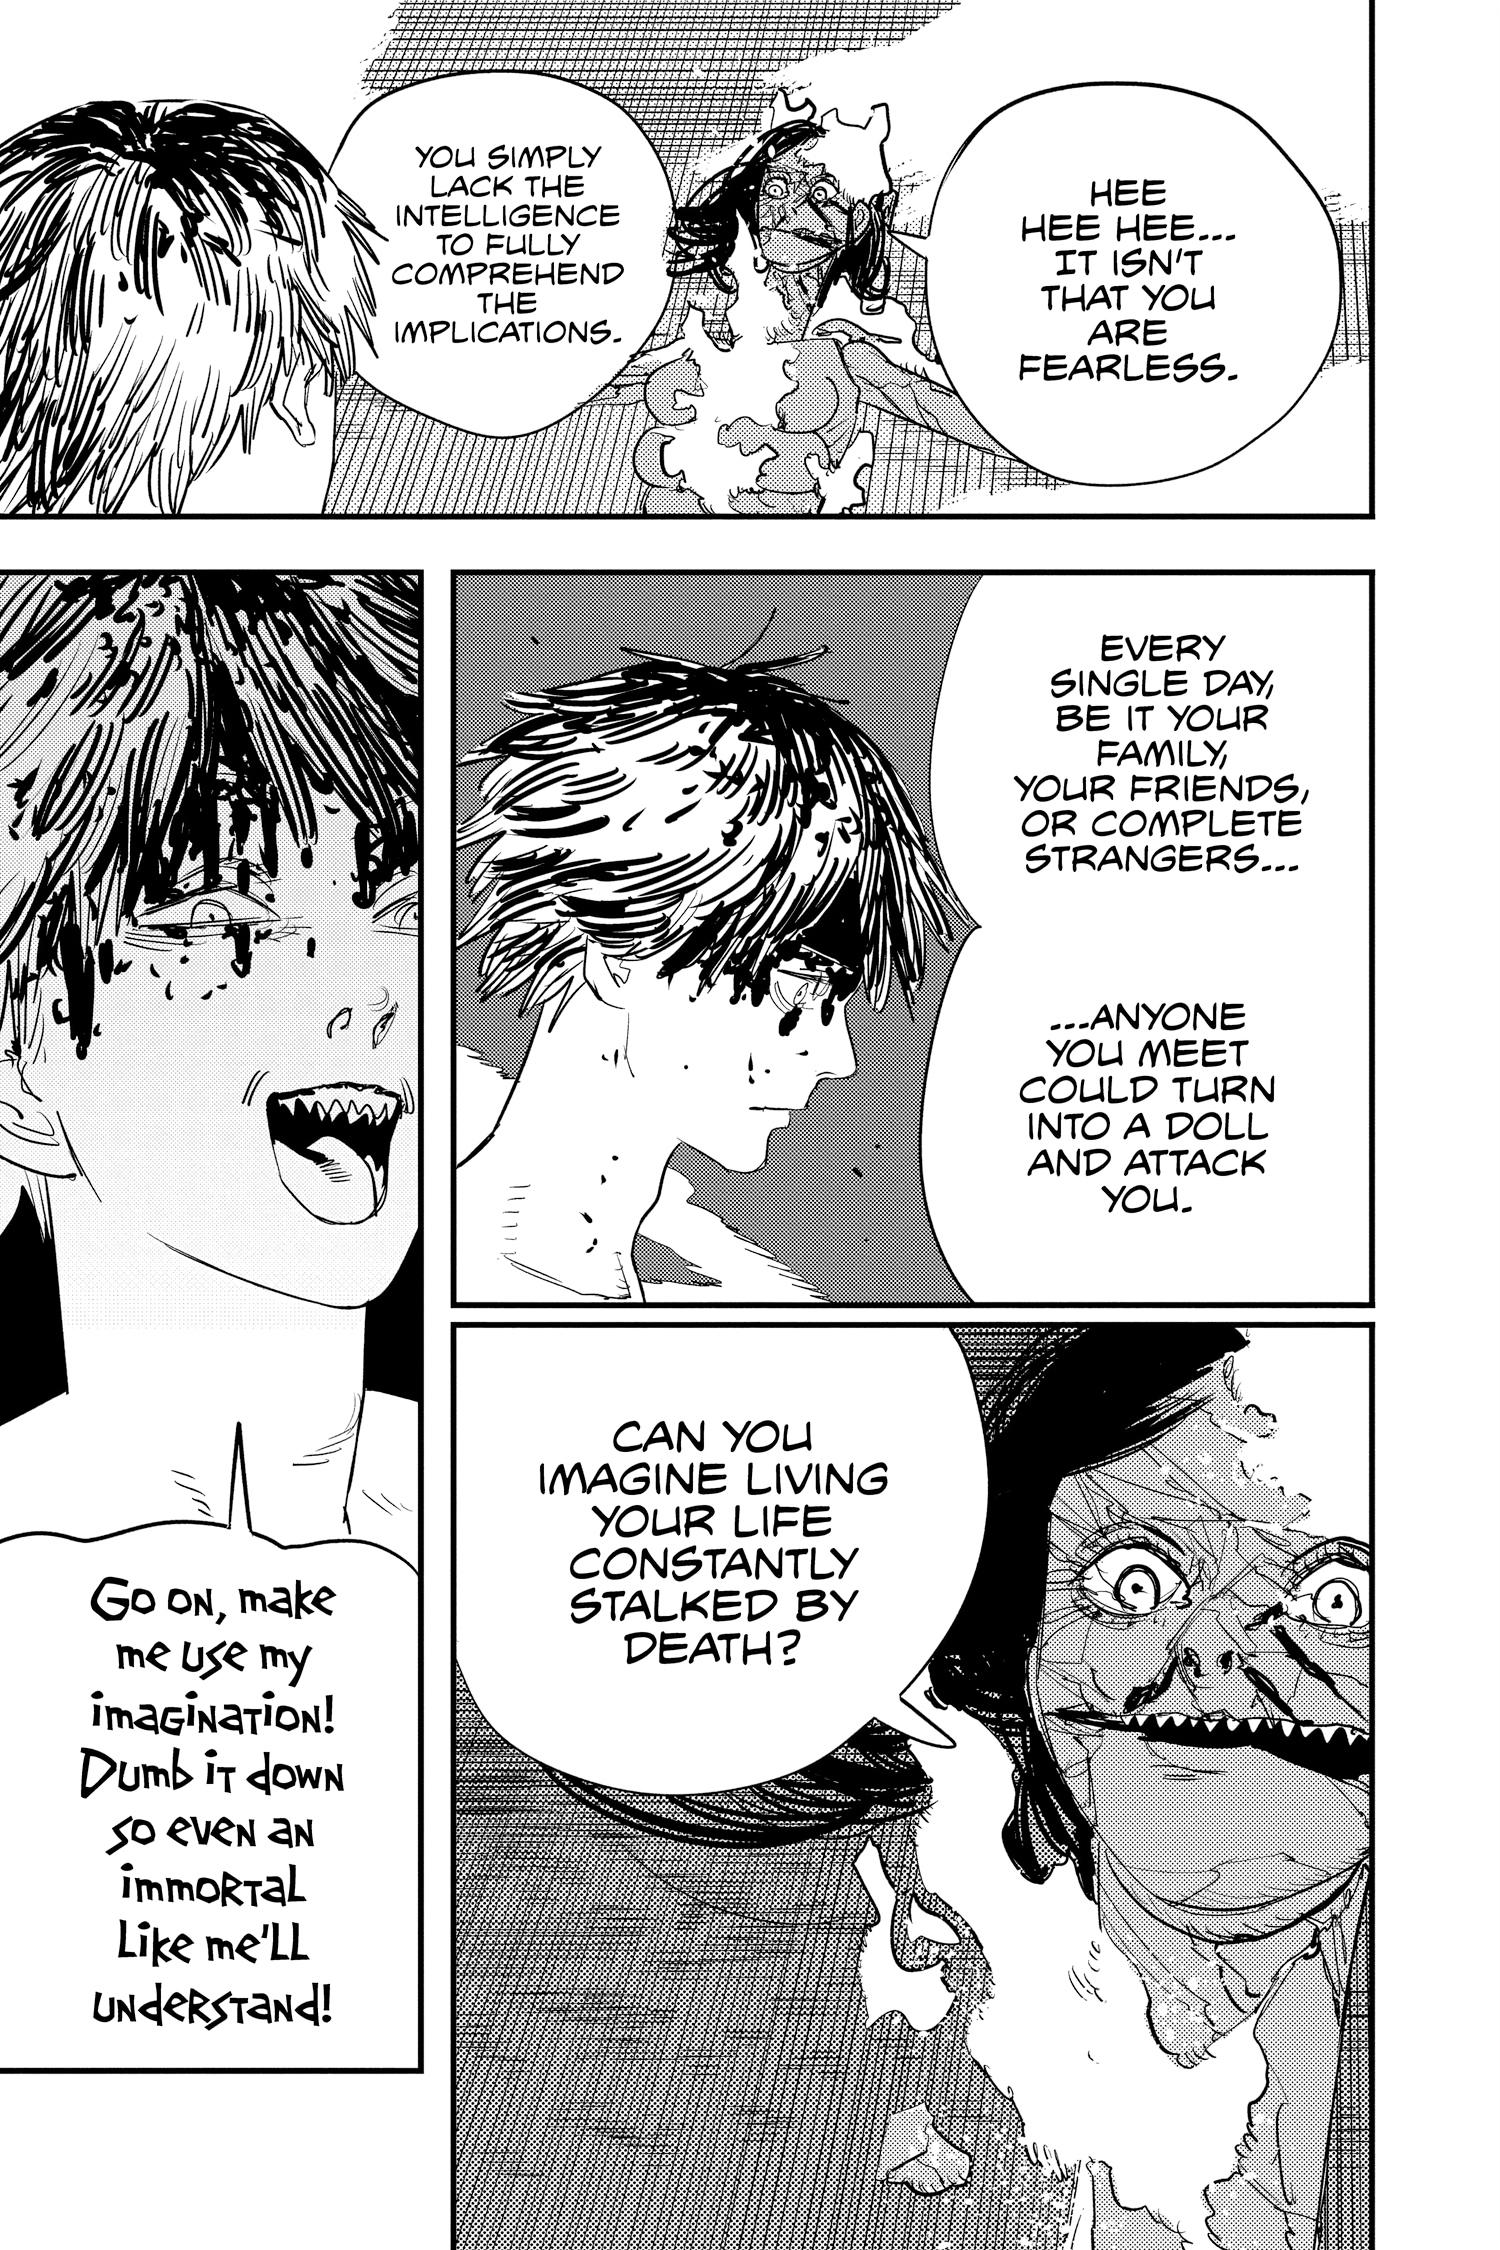 HEE
HEE HEE...
IT ISN'T
THAT YOU
ARE
FEARLESS.
YOU SIMPLY
LACK THE
INTELLIGENCE
TO FULLY
COMPREHEND
THE
IMPLICATIONS.
EVERY
SINGLE DAY,
BE IT YOUR
FAMILY,
YOUR FRIENDS,
OR COMPLETE
STRANGERS...
...ANYONE
YOU MEET
COULD TURN
INTO A DOLL
AND ATTACK
YOU.
CAN YOU
IMAGINE LIVING
YOUR LIFE
CONSTANTLY
STALKED BY
DEATH?
Go on, make
me use my
imagination!
Dumb it down
so even an
immortal
like me'll
understand!